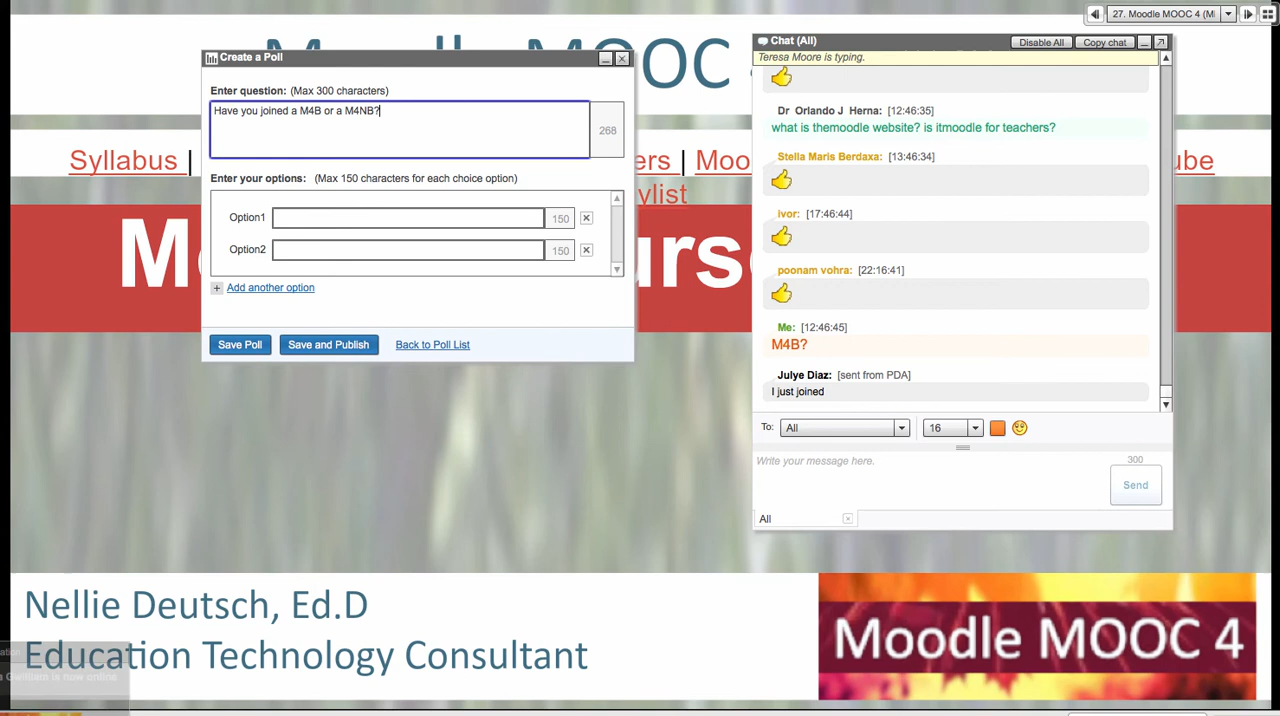 27. Moodle MOOC 4 (M
Create a Poll
Enter question: (Max 300 characters)
Have you joined a M4B or a M4NB?
268
Enter your options: (Max 150 characters for each choice option)
Option1
150
Option2
150
Add another option
Save Poll
Save and Publish
Back to Poll List
Syllabus |
ers | Moo
ube
ylist
M
urs
Chat (All)
Disable All
Copy chat
Teresa Moore is typing.
Dr Orlando J Herna: [12:46:35]
what is themoodle website? is itmoodle for teachers?
Stella Maris Berdaxa: [13:46:34]
ivor: [17:46:44]
poonam vohra: [22:16:41]
Me: [12:46:45]
M4B?
Julye Diaz: [sent from PDA]
I just joined
To: All
16
Write your message here.
300
Send
All
Nellie Deutsch, Ed.D
Education Technology Consultant
is now online
Moodle MOOC 4